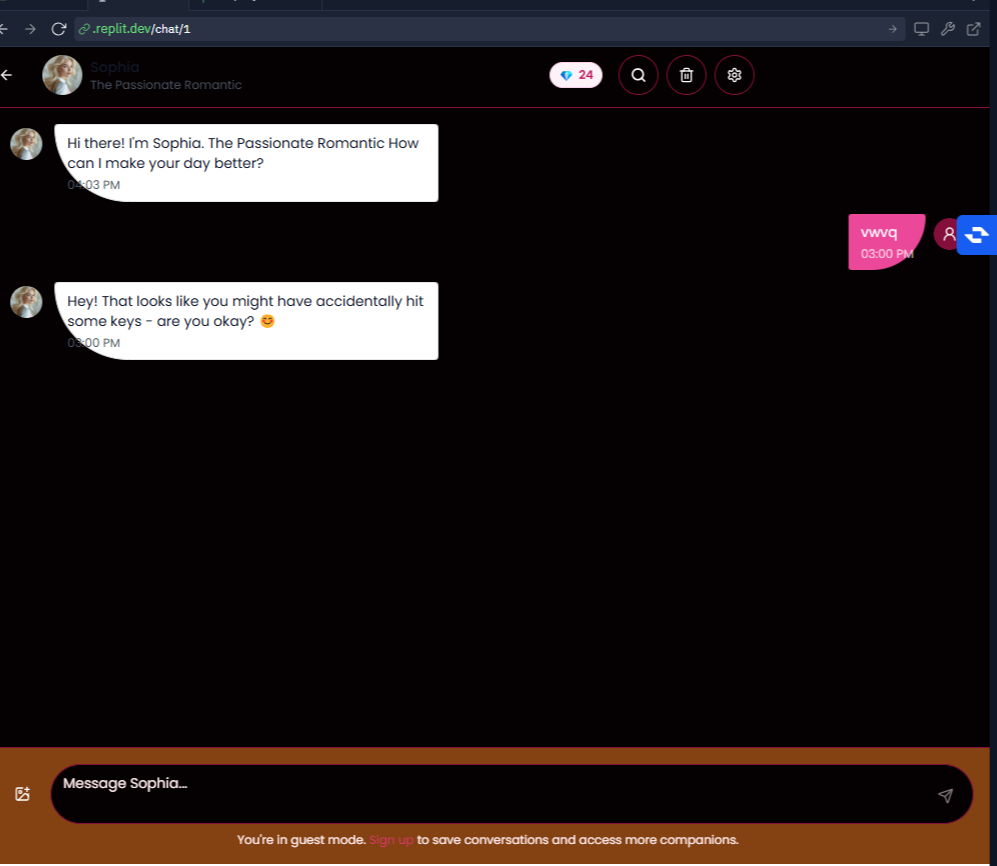 .replit.dev/chat/1
Sophia
The Passionate Romantic
24
Hi there! I'm Sophia. The Passionate Romantic How
can I make your day better?
04:03 PM
vwvq
03:00 PM
Hey! That looks like you might have accidentally hit
some keys - are you okay? 😊
03:00 PM
Message Sophia...
You're in guest mode. Sign up to save conversations and access more companions.